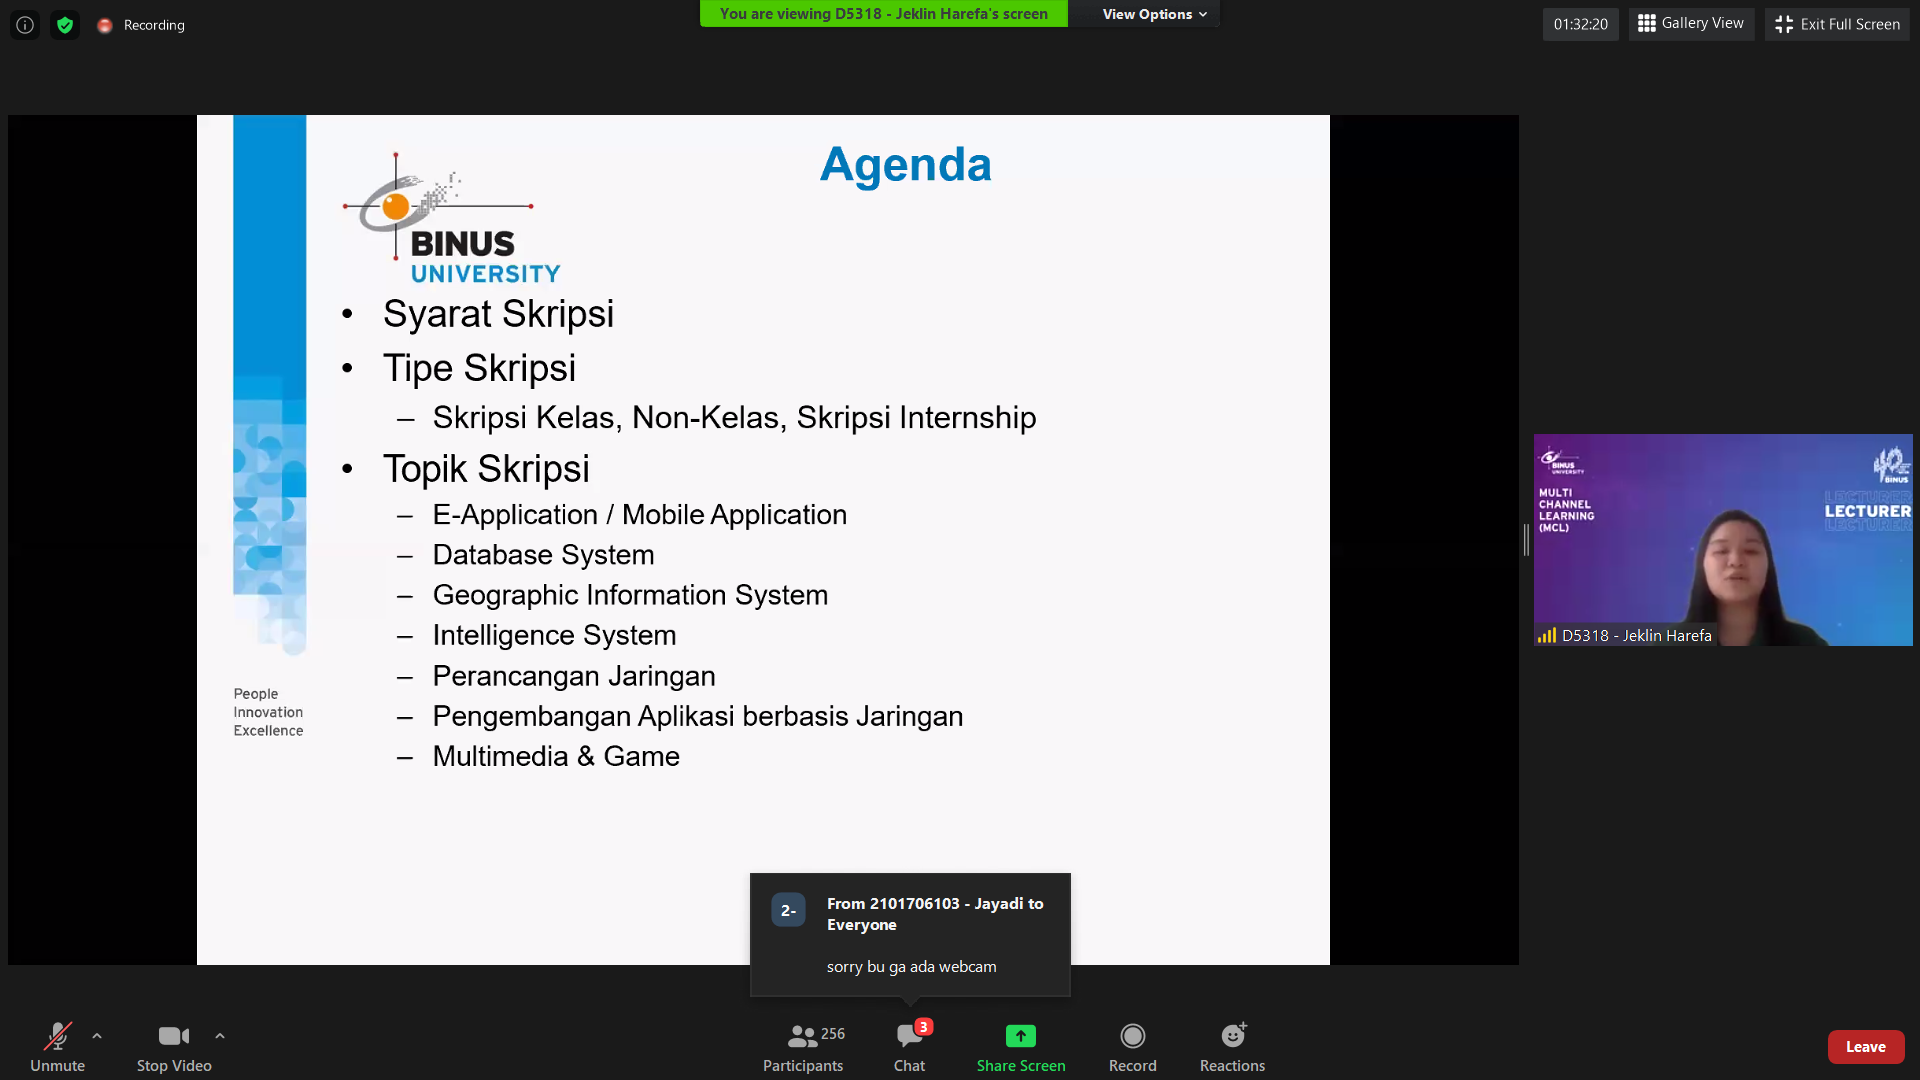 Recording
You are viewing D5318 - Jeklin Harefa's screen
View Options
01:32:20
Gallery View
Exit Full Screen
Agenda
BINUS
UNIVERSITY
• Syarat Skripsi
• Tipe Skripsi
– Skripsi Kelas, Non-Kelas, Skripsi Internship
• Topik Skripsi
– E-Application / Mobile Application
– Database System
– Geographic Information System
– Intelligence System
– Perancangan Jaringan
– Pengembangan Aplikasi berbasis Jaringan
– Multimedia & Game
People
Innovation
Excellence
BINUS
UNIVERSITY
MULTI
CHANNEL
LEARNING
(MCL)
BINUS
LECTURER
LECTURER
LECTURER
D5318 - Jeklin Harefa
2-
From 2101706103 - Jayadi to
Everyone
sorry bu ga ada webcam
Unmute
Stop Video
256
Participants
3
Chat
Share Screen
Record
Reactions
Leave